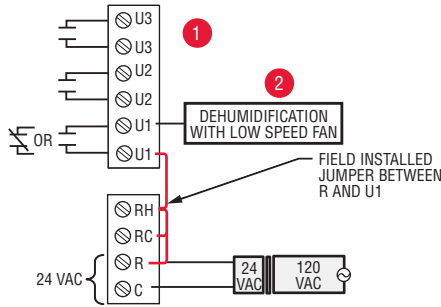 U3
1
U3
U2
2
U2
OR
U1
DEHUMIDIFICATION
WITH LOW SPEED FAN
U1
FIELD INSTALLED
JUMPER BETWEEN
R AND U1
RH
RC
24 VAC
R
C
24
VAC
120
VAC